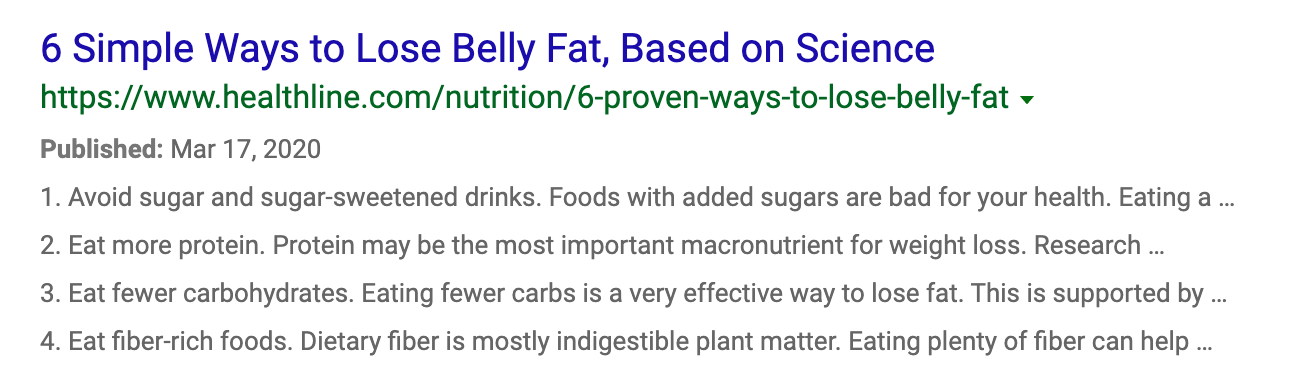 6 Simple Ways to Lose Belly Fat, Based on Science
https://www.healthline.com/nutrition/6-proven-ways-to-lose-belly-fat
Published: Mar 17, 2020
1. Avoid sugar and sugar-sweetened drinks. Foods with added sugars are bad for your health. Eating a ...
2. Eat more protein. Protein may be the most important macronutrient for weight loss. Research ...
3. Eat fewer carbohydrates. Eating fewer carbs is a very effective way to lose fat. This is supported by ...
4. Eat fiber-rich foods. Dietary fiber is mostly indigestible plant matter. Eating plenty of fiber can help ...